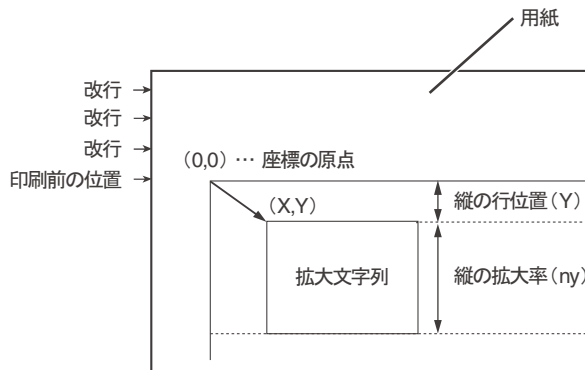 用紙
改行
改行
改行
(0,0) … 座標の原点
印刷前の位置
(X,Y)
縦の行位置(Y)
拡大文字列
縦の拡大率(ny)